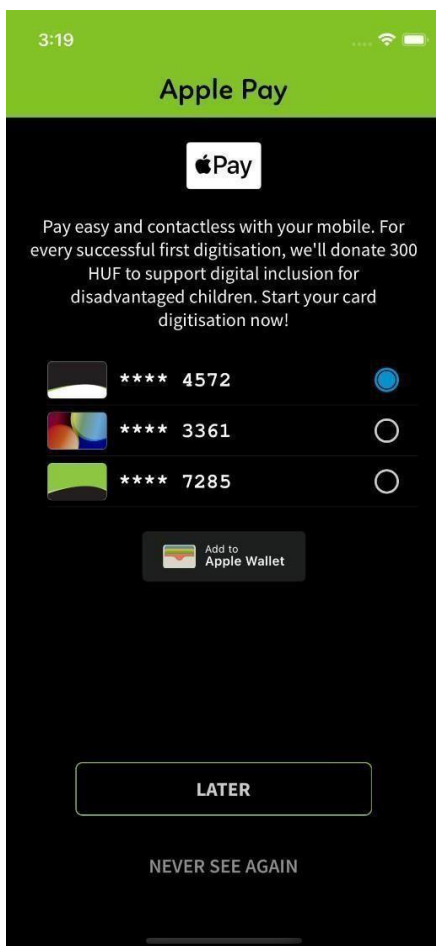 3:19
Apple Pay
Pay
Pay easy and contactless with your mobile. For
every successful first digitisation, we'll donate 300
HUF to support digital inclusion for
disadvantaged children. Start your card
digitisation now!
**** 4572
**** 3361
**** 7285
Add to
Apple Wallet
LATER
NEVER SEE AGAIN